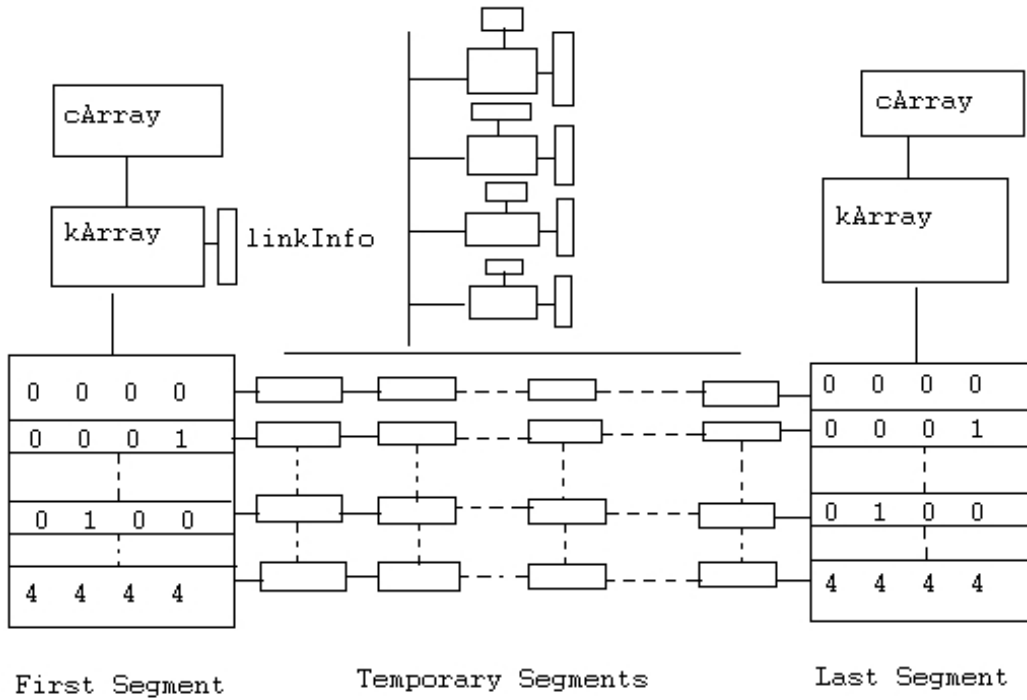 cArray
kArray
linkInfo
cArray
kArray
0 0 0 0
0 0 0 1
0 1 0 0
4 4 4 4
0 0 0 0
0 0 0 1
0 1 0 0
4 4 4 4
First Segment
Temporary Segments
Last Segment